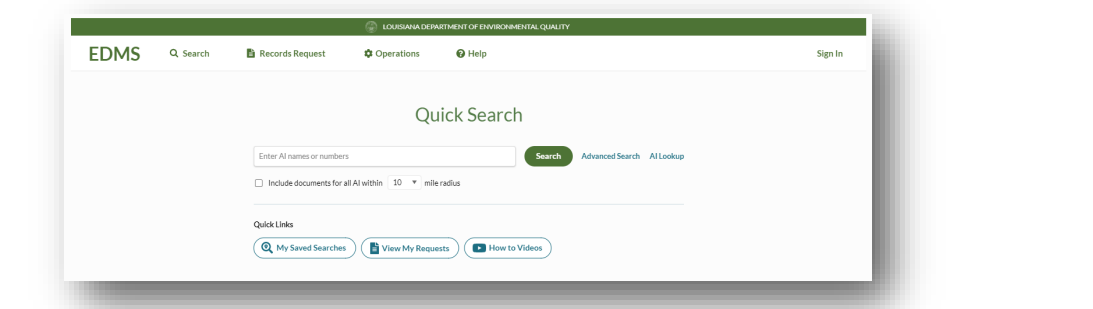 LOUISIANA DEPARTMENT OF ENVIRONMENTAL QUALITY
EDMS Search Records Request Operations Help Sign In
Quick Search
Enter AI names or numbers Search Advanced Search AI Lookup
Include documents for all AI within 10 mile radius
Quick Links
My Saved Searches View My Requests How to Videos